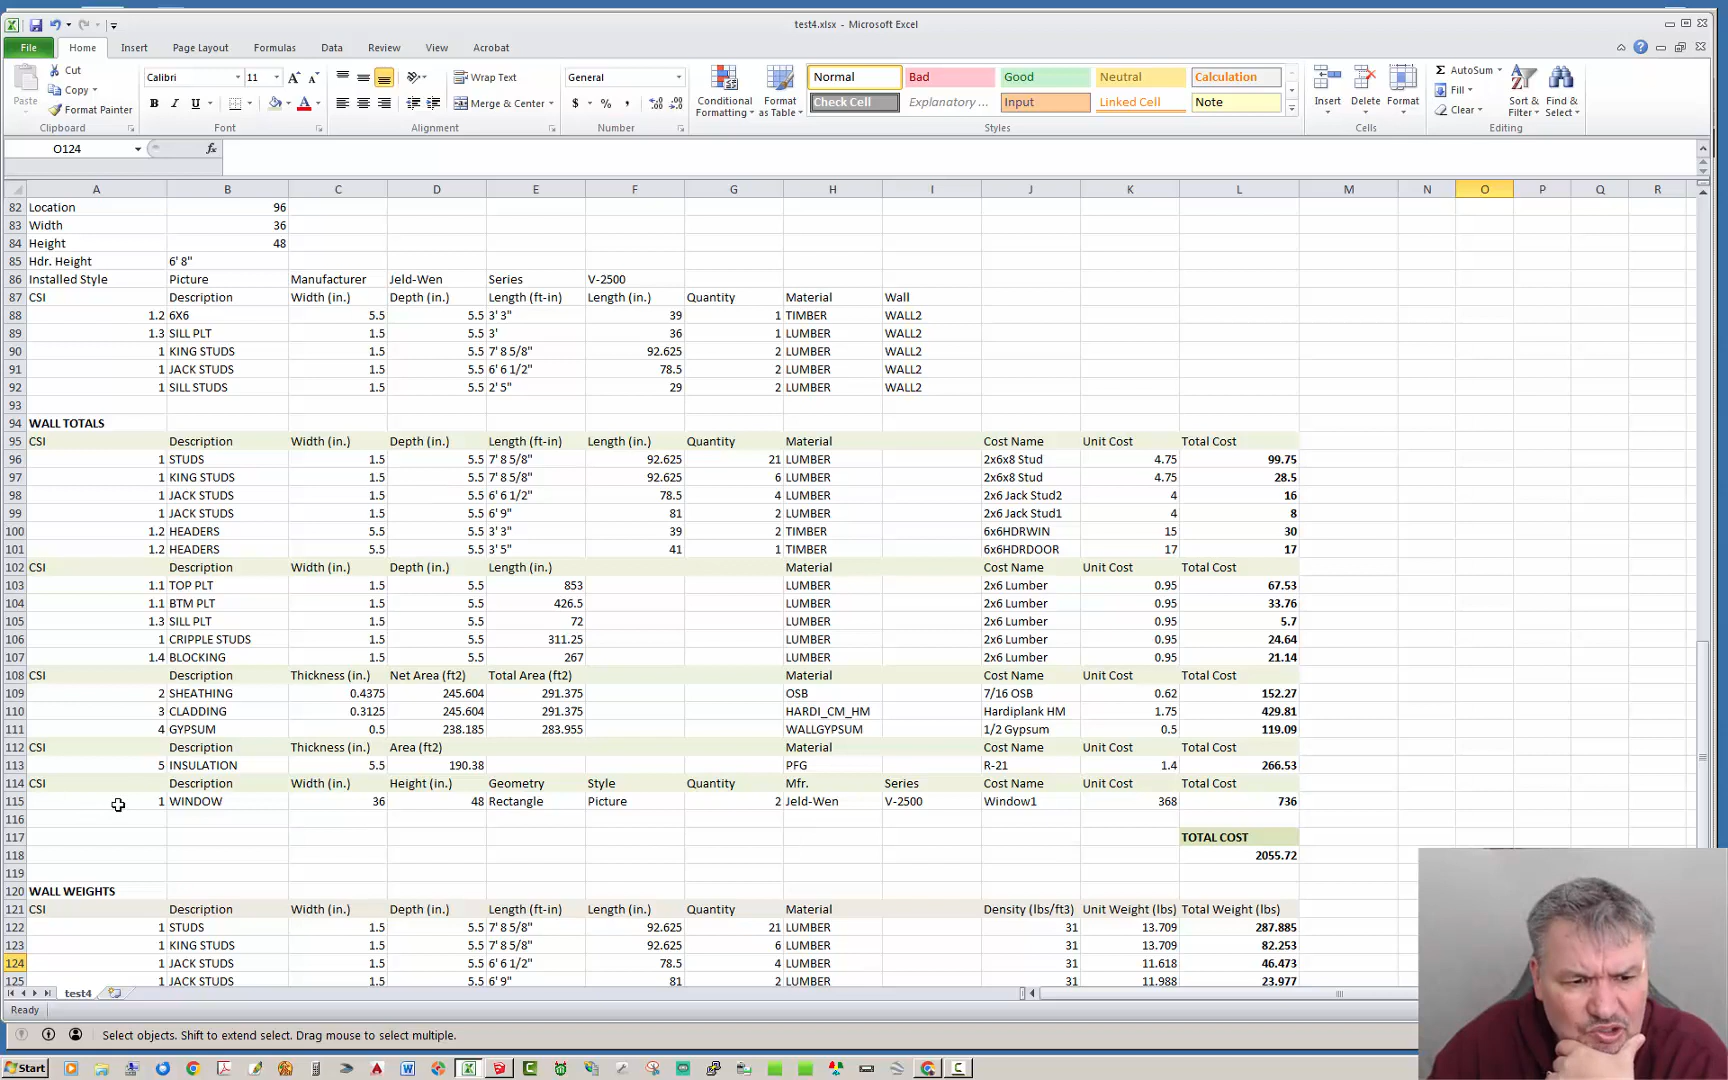 test4.xlsx - Microsoft Excel
File Home Insert Page Layout Formulas Data Review View Acrobat
Paste Cut Copy Format Painter Clipboard
Calibri 11 B I U Font
Wrap Text Merge & Center Alignment
General $ % , Number
Conditional Formatting Format as Table
Normal Bad Good Neutral Calculation
Check Cell Explanatory ... Input Linked Cell Note
Styles
Insert Delete Format Cells
AutoSum Fill Clear Sort & Filter Find & Select Editing
O124 fx
A B C D E F G H I J K L M N O P Q R
82 Location 96
83 Width 36
84 Height 48
85 Hdr. Height 6' 8"
86 Installed Style Picture Manufacturer Jeld-Wen Series V-2500
87 CSI Description Width (in.) Depth (in.) Length (ft-in) Length (in.) Quantity Material Wall
88 1.2 6X6 5.5 5.5 3' 3" 39 1 TIMBER WALL2
89 1.3 SILL PLT 1.5 5.5 3' 36 1 LUMBER WALL2
90 1 KING STUDS 1.5 5.5 7' 8 5/8" 92.625 2 LUMBER WALL2
91 1 JACK STUDS 1.5 5.5 6' 6 1/2" 78.5 2 LUMBER WALL2
92 1 SILL STUDS 1.5 5.5 2' 5" 29 2 LUMBER WALL2
93
94 WALL TOTALS
95 CSI Description Width (in.) Depth (in.) Length (ft-in) Length (in.) Quantity Material Cost Name Unit Cost Total Cost
96 1 STUDS 1.5 5.5 7' 8 5/8" 92.625 21 LUMBER 2x6x8 Stud 4.75 99.75
97 1 KING STUDS 1.5 5.5 7' 8 5/8" 92.625 6 LUMBER 2x6x8 Stud 4.75 28.5
98 1 JACK STUDS 1.5 5.5 6' 6 1/2" 78.5 4 LUMBER 2x6 Jack Stud2 4 16
99 1 JACK STUDS 1.5 5.5 6' 9" 81 2 LUMBER 2x6 Jack Stud1 4 8
100 1.2 HEADERS 5.5 5.5 3' 3" 39 2 TIMBER 6x6HDRWIN 15 30
101 1.2 HEADERS 5.5 5.5 3' 5" 41 1 TIMBER 6x6HDRDOOR 17 17
102 CSI Description Width (in.) Depth (in.) Length (in.) Material Cost Name Unit Cost Total Cost
103 1.1 TOP PLT 1.5 5.5 853 LUMBER 2x6 Lumber 0.95 67.53
104 1.1 BTM PLT 1.5 5.5 426.5 LUMBER 2x6 Lumber 0.95 33.76
105 1.3 SILL PLT 1.5 5.5 72 LUMBER 2x6 Lumber 0.95 5.7
106 1 CRIPPLE STUDS 1.5 5.5 311.25 LUMBER 2x6 Lumber 0.95 24.64
107 1.4 BLOCKING 1.5 5.5 267 LUMBER 2x6 Lumber 0.95 21.14
108 CSI Description Thickness (in.) Net Area (ft2) Total Area (ft2) Material Cost Name Unit Cost Total Cost
109 2 SHEATHING 0.4375 245.604 291.375 OSB 7/16 OSB 0.62 152.27
110 3 CLADDING 0.3125 245.604 291.375 HARDI_CM_HM Hardiplank HM 1.75 429.81
111 4 GYPSUM 0.5 238.185 283.955 WALLGYPSUM 1/2 Gypsum 0.5 119.09
112 CSI Description Thickness (in.) Area (ft2) Material Cost Name Unit Cost Total Cost
113 5 INSULATION 5.5 190.38 PFG R-21 1.4 266.53
114 CSI Description Width (in.) Height (in.) Geometry Style Quantity Mfr. Series Cost Name Unit Cost Total Cost
115 1 WINDOW 36 48 Rectangle Picture 2 Jeld-Wen V-2500 Window1 368 736
116
117 TOTAL COST
118 2055.72
119
120 WALL WEIGHTS
121 CSI Description Width (in.) Depth (in.) Length (ft-in) Length (in.) Quantity Material Density (lbs/ft3) Unit Weight (lbs) Total Weight (lbs)
122 1 STUDS 1.5 5.5 7' 8 5/8" 92.625 21 LUMBER 31 13.709 287.885
123 1 KING STUDS 1.5 5.5 7' 8 5/8" 92.625 6 LUMBER 31 13.709 82.253
124 1 JACK STUDS 1.5 5.5 6' 6 1/2" 78.5 4 LUMBER 31 11.618 46.473
125 1 JACK STUDS 1.5 5.5 6' 9" 81 2 LUMBER 31 11.988 23.977
test4
Ready
Select objects. Shift to extend select. Drag mouse to select multiple.
Start